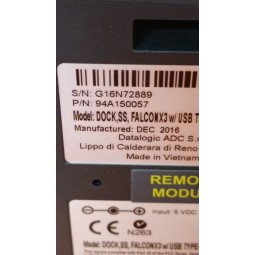 S/N: G16N72889
P/N: 94A150057
Model: DOCK,SS, FALCONX3 w/ USB
Manufactured: DEC 2016
Datalogic ADC
Lippo di Calderara di Reno
Made in Vietnam
REMO
MODU
Input: 5 VDC
CE
N263
Model: DOCK,SS, FALCONX3 w/ USB TYPE